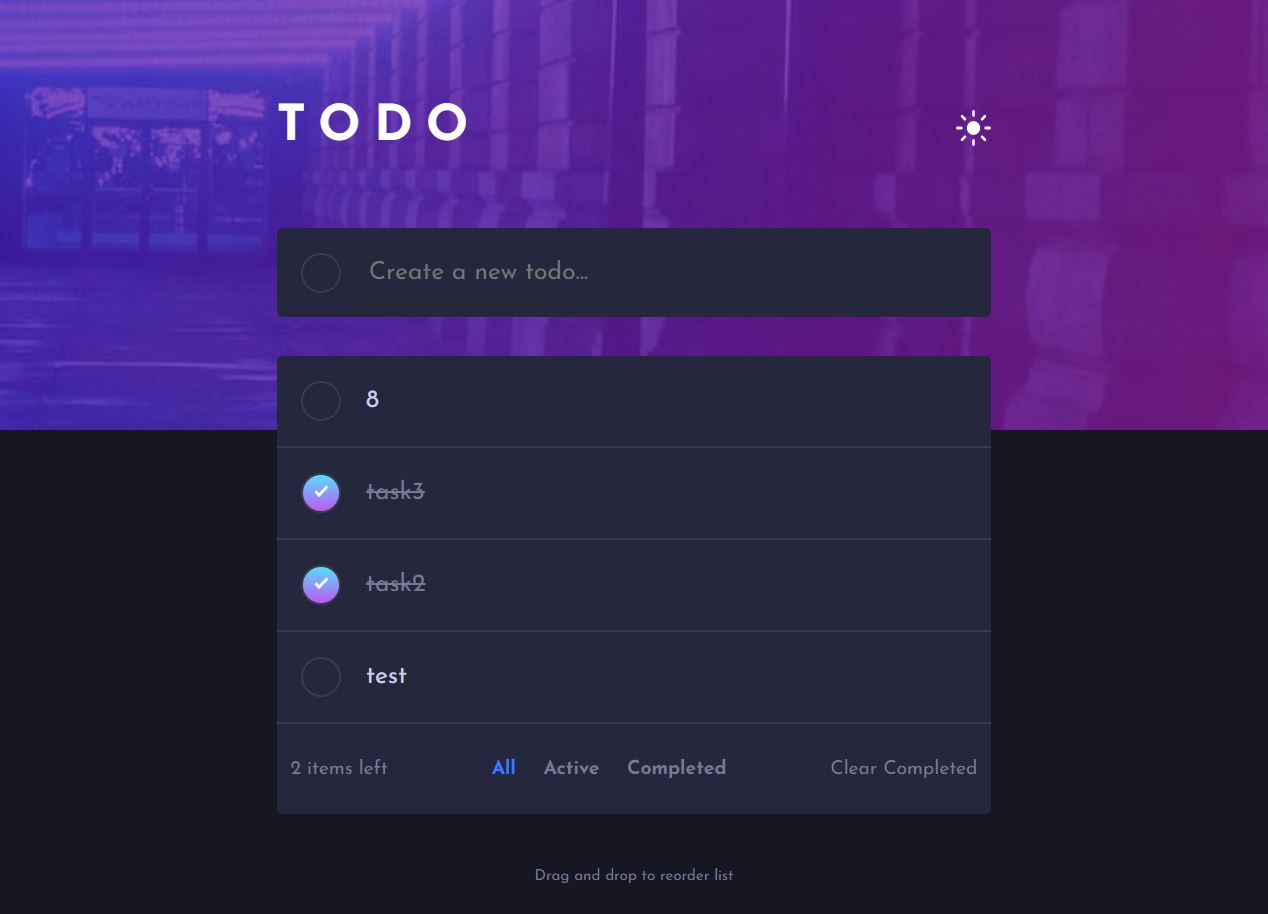 TODO
Create a new todo...
8
task3
task2
test
2 items left All Active Completed Clear Completed
Drag and drop to reorder list